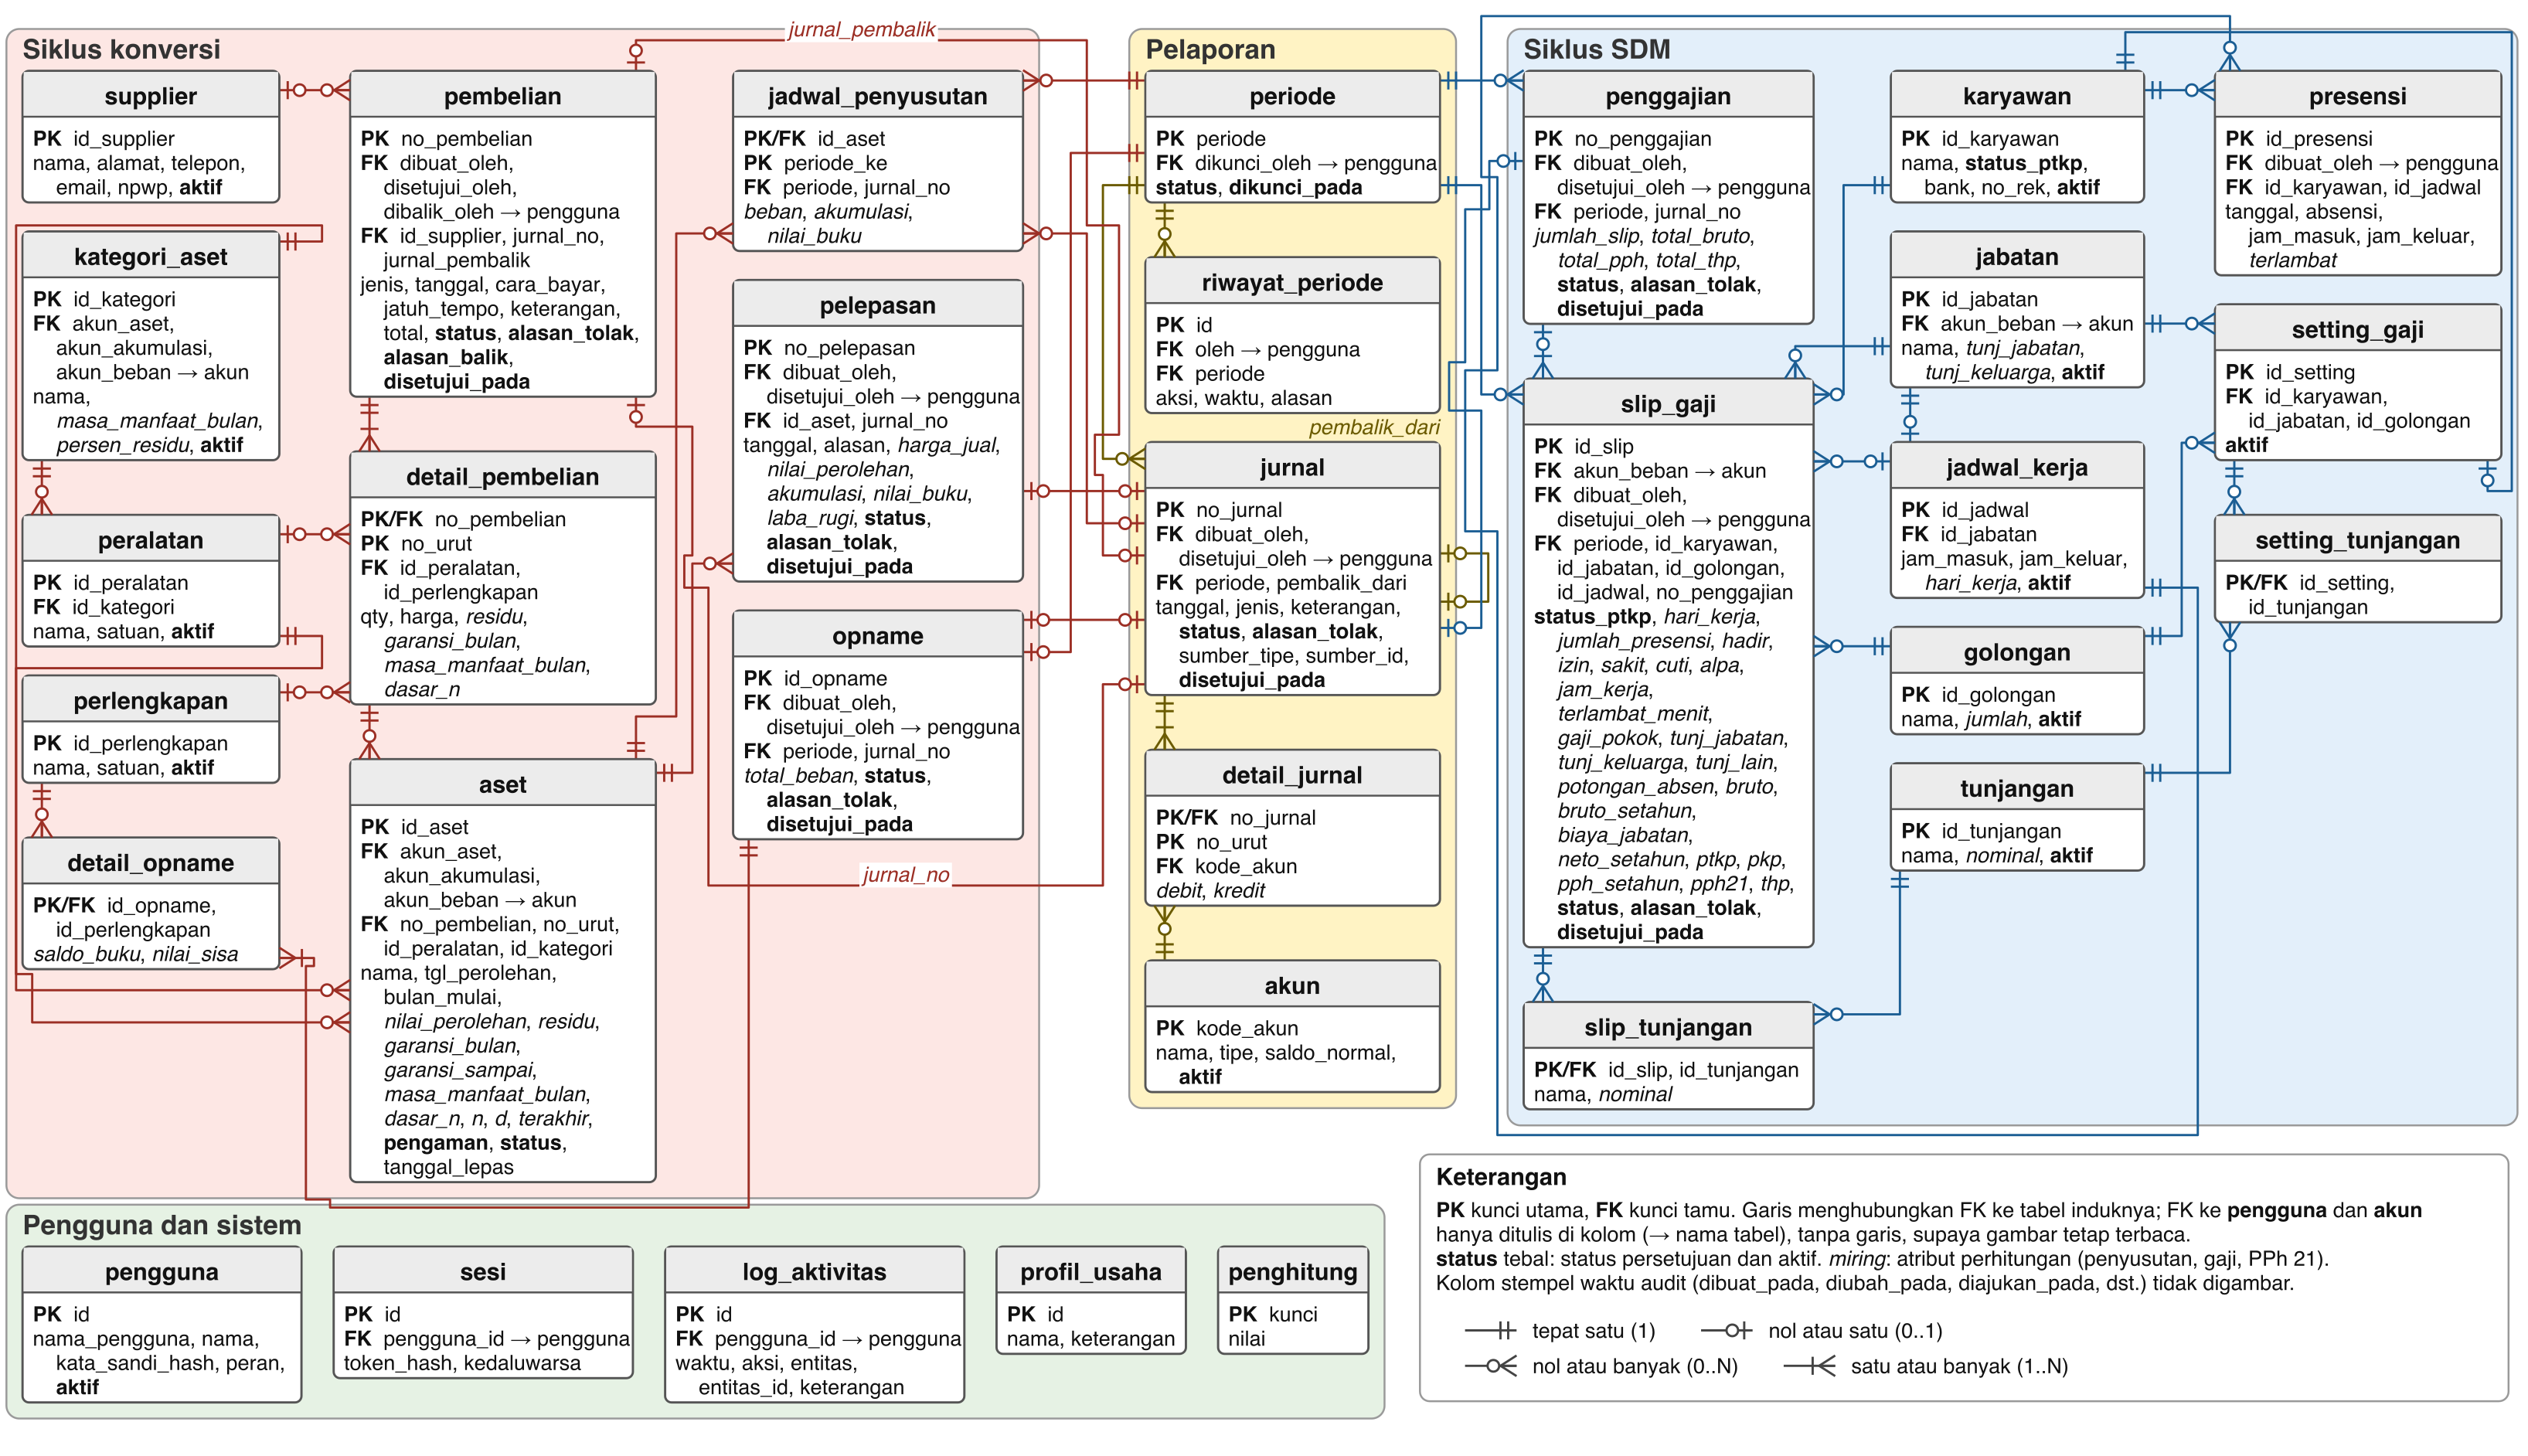 jurnal_pembalik
Siklus konversi
supplier
PK id_supplier
nama, alamat, telepon,
email, npwp, aktif
kategori_aset
PK id_kategori
FK akun_aset,
akun_akumulasi,
akun_beban → akun
nama,
masa_manfaat_bulan,
persen_residu, aktif
peralatan
PK id_peralatan
FK id_kategori
nama, satuan, aktif
perlengkapan
PK id_perlengkapan
nama, satuan, aktif
detail_opname
PK/FK id_opname,
id_perlengkapan
saldo_buku, nilai_sisa
pembelian
PK no_pembelian
FK dibuat_oleh,
disetujui_oleh,
dibalik_oleh → pengguna
FK id_supplier, jurnal_no,
jurnal_pembalik
jenis, tanggal, cara_bayar,
jatuh_tempo, keterangan,
total, status, alasan_tolak,
alasan_balik,
disetujui_pada
detail_pembelian
PK/FK no_pembelian
PK no_urut
FK id_peralatan,
id_perlengkapan
qty, harga, residu,
garansi_bulan,
masa_manfaat_bulan,
dasar_n
aset
PK id_aset
FK akun_aset,
akun_akumulasi,
akun_beban → akun
FK no_pembelian, no_urut,
id_peralatan, id_kategori
nama, tgl_perolehan,
bulan_mulai,
nilai_perolehan, residu,
garansi_bulan,
garansi_sampai,
masa_manfaat_bulan,
dasar_n, n, d, terakhir,
pengaman, status,
tanggal_lepas
jadwal_penyusutan
PK/FK id_aset
PK periode_ke
FK periode, jurnal_no
beban, akumulasi,
nilai_buku
pelepasan
PK no_pelepasan
FK dibuat_oleh,
disetujui_oleh → pengguna
FK id_aset, jurnal_no
tanggal, alasan, harga_jual,
nilai_perolehan,
akumulasi, nilai_buku,
laba_rugi, status,
alasan_tolak,
disetujui_pada
opname
PK id_opname
FK dibuat_oleh,
disetujui_oleh → pengguna
FK periode, jurnal_no
total_beban, status,
alasan_tolak,
disetujui_pada
jurnal_no
Pelaporan
periode
PK periode
FK dikunci_oleh → pengguna
status, dikunci_pada
riwayat_periode
PK id
FK oleh → pengguna
FK periode
aksi, waktu, alasan
pembalik_dari
jurnal
PK no_jurnal
FK dibuat_oleh,
disetujui_oleh → pengguna
FK periode, pembalik_dari
tanggal, jenis, keterangan,
status, alasan_tolak,
sumber_tipe, sumber_id,
disetujui_pada
detail_jurnal
PK/FK no_jurnal
PK no_urut
FK kode_akun
debit, kredit
akun
PK kode_akun
nama, tipe, saldo_normal,
aktif
Siklus SDM
penggajian
PK no_penggajian
FK dibuat_oleh,
disetujui_oleh → pengguna
FK periode, jurnal_no
jumlah_slip, total_bruto,
total_pph, total_thp,
status, alasan_tolak,
disetujui_pada
slip_gaji
PK id_slip
FK akun_beban → akun
FK dibuat_oleh,
disetujui_oleh → pengguna
FK periode, id_karyawan,
id_jabatan, id_golongan,
id_jadwal, no_penggajian
status_ptkp, hari_kerja,
jumlah_presensi, hadir,
izin, sakit, cuti, alpa,
jam_kerja,
terlambat_menit,
gaji_pokok, tunj_jabatan,
tunj_keluarga, tunj_lain,
potongan_absen, bruto,
bruto_setahun,
biaya_jabatan,
neto_setahun, ptkp, pkp,
pph_setahun, pph21, thp,
status, alasan_tolak,
disetujui_pada
slip_tunjangan
PK/FK id_slip, id_tunjangan
nama, nominal
karyawan
PK id_karyawan
nama, status_ptkp,
bank, no_rek, aktif
jabatan
PK id_jabatan
FK akun_beban → akun
nama, tunj_jabatan,
tunj_keluarga, aktif
jadwal_kerja
PK id_jadwal
FK id_jabatan
jam_masuk, jam_keluar,
hari_kerja, aktif
golongan
PK id_golongan
nama, jumlah, aktif
tunjangan
PK id_tunjangan
nama, nominal, aktif
presensi
PK id_presensi
FK dibuat_oleh → pengguna
FK id_karyawan, id_jadwal
tanggal, absensi,
jam_masuk, jam_keluar,
terlambat
setting_gaji
PK id_setting
FK id_karyawan,
id_jabatan, id_golongan
aktif
setting_tunjangan
PK/FK id_setting,
id_tunjangan
Pengguna dan sistem
pengguna
PK id
nama_pengguna, nama,
kata_sandi_hash, peran,
aktif
sesi
PK id
FK pengguna_id → pengguna
token_hash, kedaluwarsa
log_aktivitas
PK id
FK pengguna_id → pengguna
waktu, aksi, entitas,
entitas_id, keterangan
profil_usaha
PK id
nama, keterangan
penghitung
PK kunci
nilai
Keterangan
PK kunci utama, FK kunci tamu. Garis menghubungkan FK ke tabel induknya; FK ke pengguna dan akun
hanya ditulis di kolom (→ nama tabel), tanpa garis, supaya gambar tetap terbaca.
status tebal: status persetujuan dan aktif. miring: atribut perhitungan (penyusutan, gaji, PPh 21).
Kolom stempel waktu audit (dibuat_pada, diubah_pada, diajukan_pada, dst.) tidak digambar.
tepat satu (1)
nol atau satu (0..1)
nol atau banyak (0..N)
satu atau banyak (1..N)